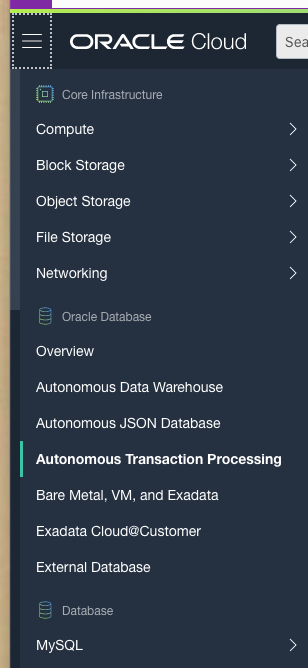 ORACLE Cloud
Sea
Core Infrastructure
Compute
Block Storage
Object Storage
File Storage
Networking
Oracle Database
Overview
Autonomous Data Warehouse
Autonomous JSON Database
Autonomous Transaction Processing
Bare Metal, VM, and Exadata
Exadata Cloud@Customer
External Database
Database
MySQL